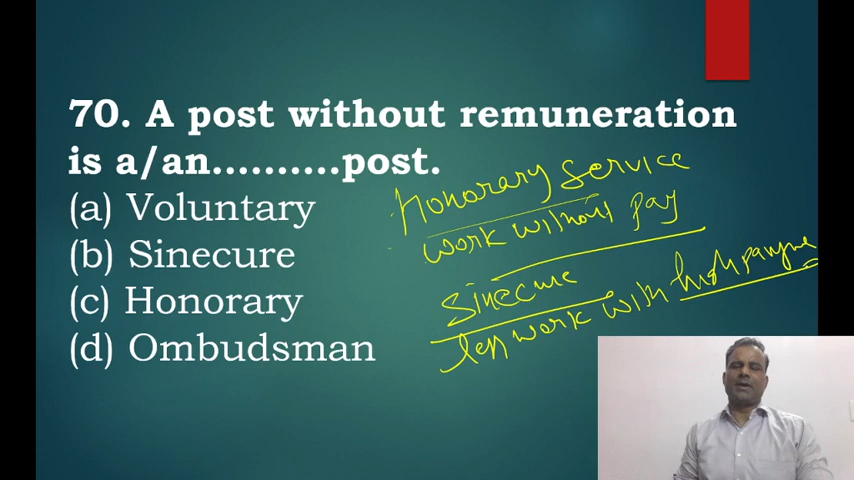 70. A post without remuneration
is a/an..........post.
(a) Voluntary
(b) Sinecure
(c) Honorary
(d) Ombudsman
Honorary Service
work without pay
Sinecure
less work with high